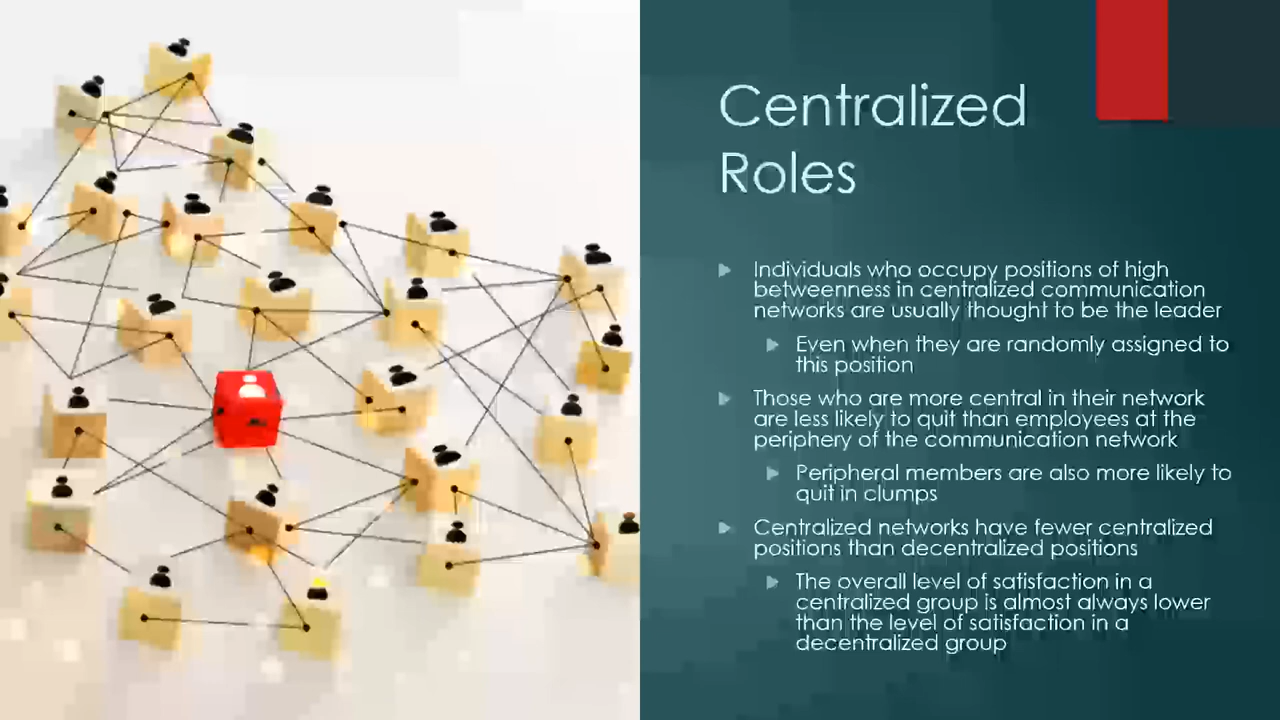 Centralized
Roles
Individuals who occupy positions of high
betweenness in centralized communication
networks are usually thought to be the leader
Even when they are randomly assigned to
this position
Those who are more central in their network
are less likely to quit than employees at the
periphery of the communication network
Peripheral members are also more likely to
quit in clumps
Centralized networks have fewer centralized
positions than decentralized positions
The overall level of satisfaction in a
centralized group is almost always lower
than the level of satisfaction in a
decentralized group